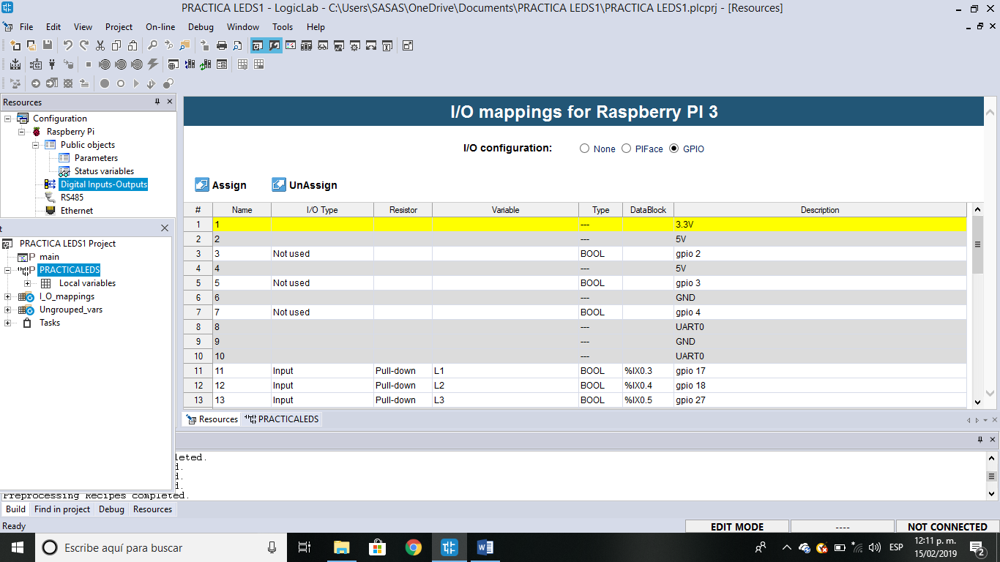 PRACTICA LEDS1 - LogicLab - C:\Users\SASAS\OneDrive\Documents\PRACTICA LEDS1\PRACTICA LEDS1.plcprj - [Resources]
File Edit View Project On-line Debug Window Tools Help
Resources
Configuration
Raspberry Pi
Public objects
Parameters
Status variables
Digital Inputs-Outputs
RS485
Ethernet
t
PRACTICA LEDS1 Project
main
PRACTICALEDS
Local variables
I_O_mappings
Ungrouped_vars
Tasks
I/O mappings for Raspberry PI 3
I/O configuration: None PIFace GPIO
Assign UnAssign
# Name I/O Type Resistor Variable Type DataBlock Description
1 1 --- 3.3V
2 2 --- 5V
3 3 Not used BOOL gpio 2
4 4 --- 5V
5 5 Not used BOOL gpio 3
6 6 --- GND
7 7 Not used BOOL gpio 4
8 8 --- UART0
9 9 --- GND
10 10 --- UART0
11 11 Input Pull-down L1 BOOL %IX0.3 gpio 17
12 12 Input Pull-down L2 BOOL %IX0.4 gpio 18
13 13 Input Pull-down L3 BOOL %IX0.5 gpio 27
Resources PRACTICALEDS
leted.
d.
d.
d.
Preprocessing Recipes completed.
Build Find in project Debug Resources
Ready EDIT MODE ---- NOT CONNECTED
Escribe aquí para buscar
ESP
12:11 p. m.
15/02/2019
2